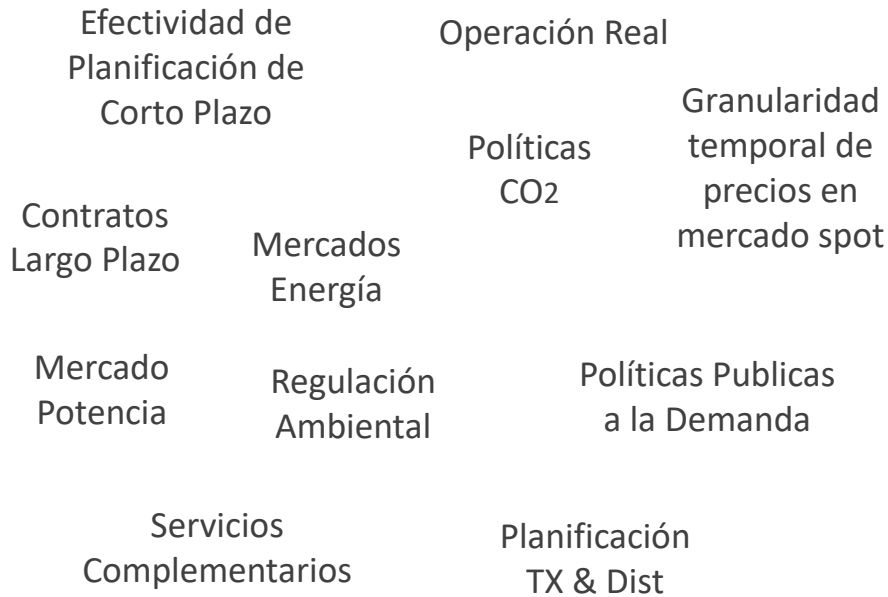 Efectividad de
Planificación de
Corto Plazo
Operación Real
Granularidad
temporal de
precios en
mercado spot
Políticas
CO2
Contratos
Largo Plazo
Mercados
Energía
Mercado
Potencia
Regulación
Ambiental
Políticas Publicas
a la Demanda
Servicios
Complementarios
Planificación
TX & Dist